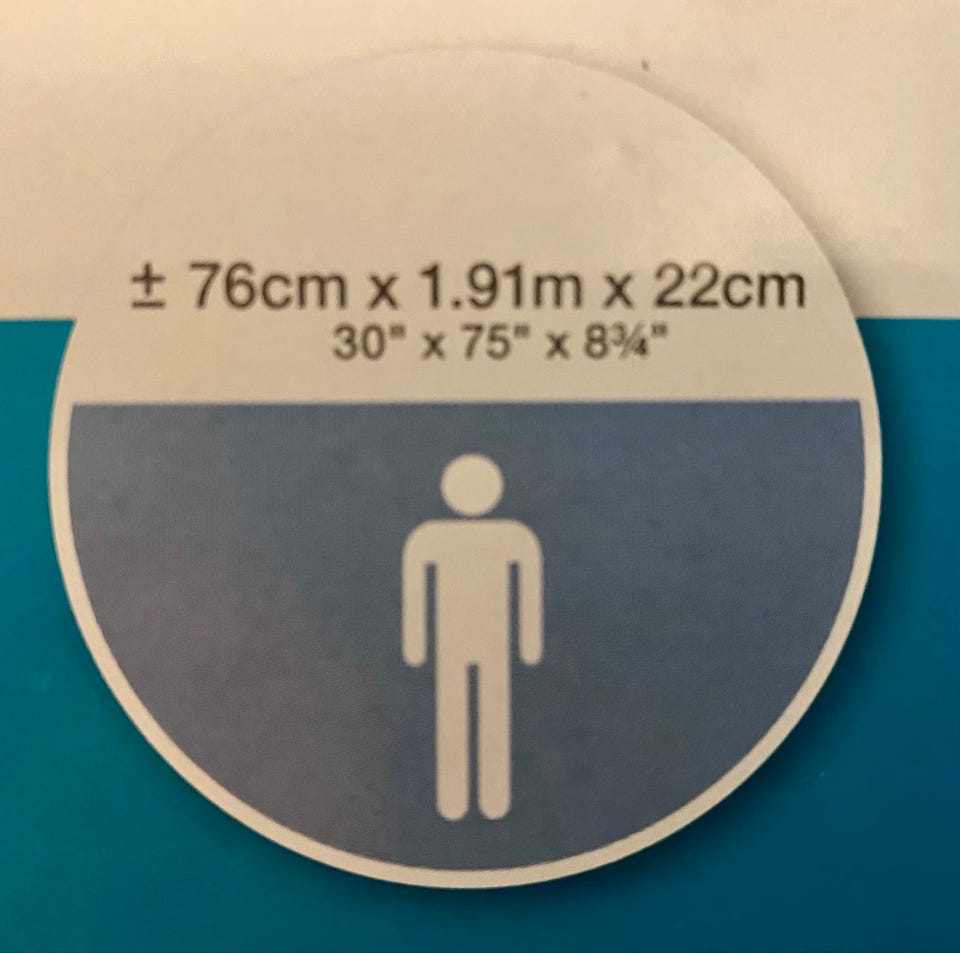 ± 76cm x 1.91m x 22cm
30" x 75" x 8¾"